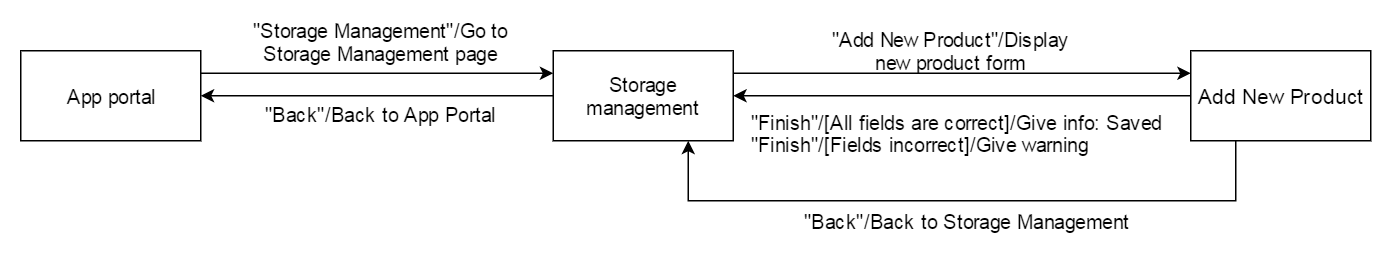 "Storage Management"/Go to
Storage Management page
"Add New Product"/Display
new product form
App portal
Storage
management
Add New Product
"Back"/Back to App Portal
"Finish"/[All fields are correct]/Give info: Saved
"Finish"/[Fields incorrect]/Give warning
"Back"/Back to Storage Management